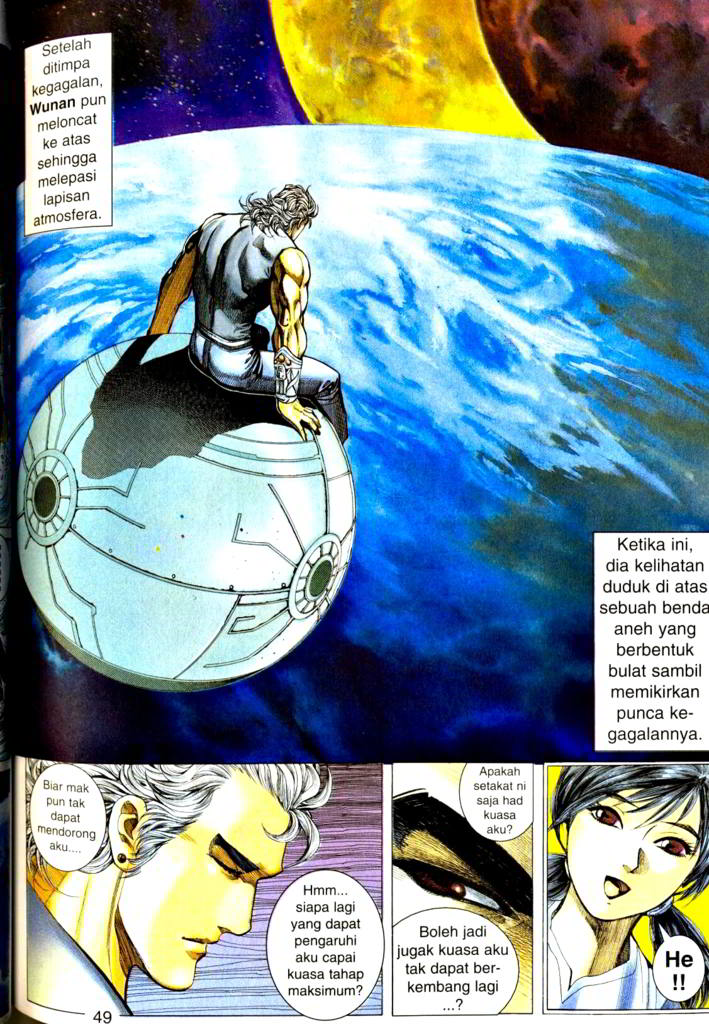 Setelah
ditimpa
kegagalan,
Wunan pun
meloncat
ke atas
sehingga
melepasi
lapisan
atmosfera.
Ketika ini,
dia kelihatan
duduk di atas
sebuah benda
aneh yang
berbentuk
bulat sambil
memikirkan
punca ke-
gagalannya.
Biar mak
pun tak
dapat
mendorong
aku....
Hmm...
siapa lagi
yang dapat
pengaruhi
aku capai
kuasa tahap
maksimum?
Apakah
setakat ni
saja had
kuasa
aku?
Boleh jadi
jugak kuasa aku
tak dapat ber-
kembang lagi
...?
He
!!
49